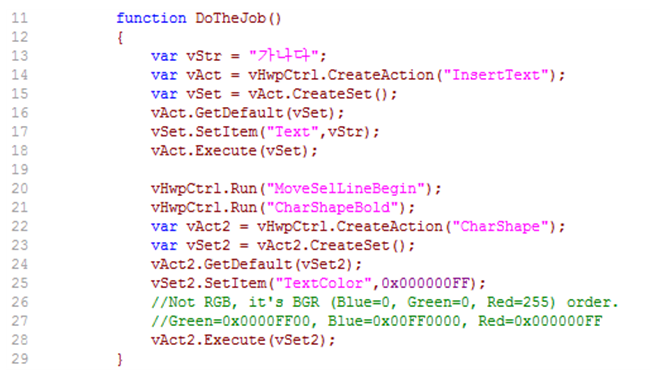 11 function DoTheJob()
12 {
13 var vStr = "가나다";
14 var vAct = vHwpCtrl.CreateAction("InsertText");
15 var vSet = vAct.CreateSet();
16 vAct.GetDefault(vSet);
17 vSet.SetItem("Text",vStr);
18 vAct.Execute(vSet);
19
20 vHwpCtrl.Run("MoveSelLineBegin");
21 vHwpCtrl.Run("CharShapeBold");
22 var vAct2 = vHwpCtrl.CreateAction("CharShape");
23 var vSet2 = vAct2.CreateSet();
24 vAct2.GetDefault(vSet2);
25 vSet2.SetItem("TextColor",0x000000FF);
26 //Not RGB, it's BGR (Blue=0, Green=0, Red=255) order.
27 //Green=0x0000FF00, Blue=0x00FF0000, Red=0x000000FF
28 vAct2.Execute(vSet2);
29 }